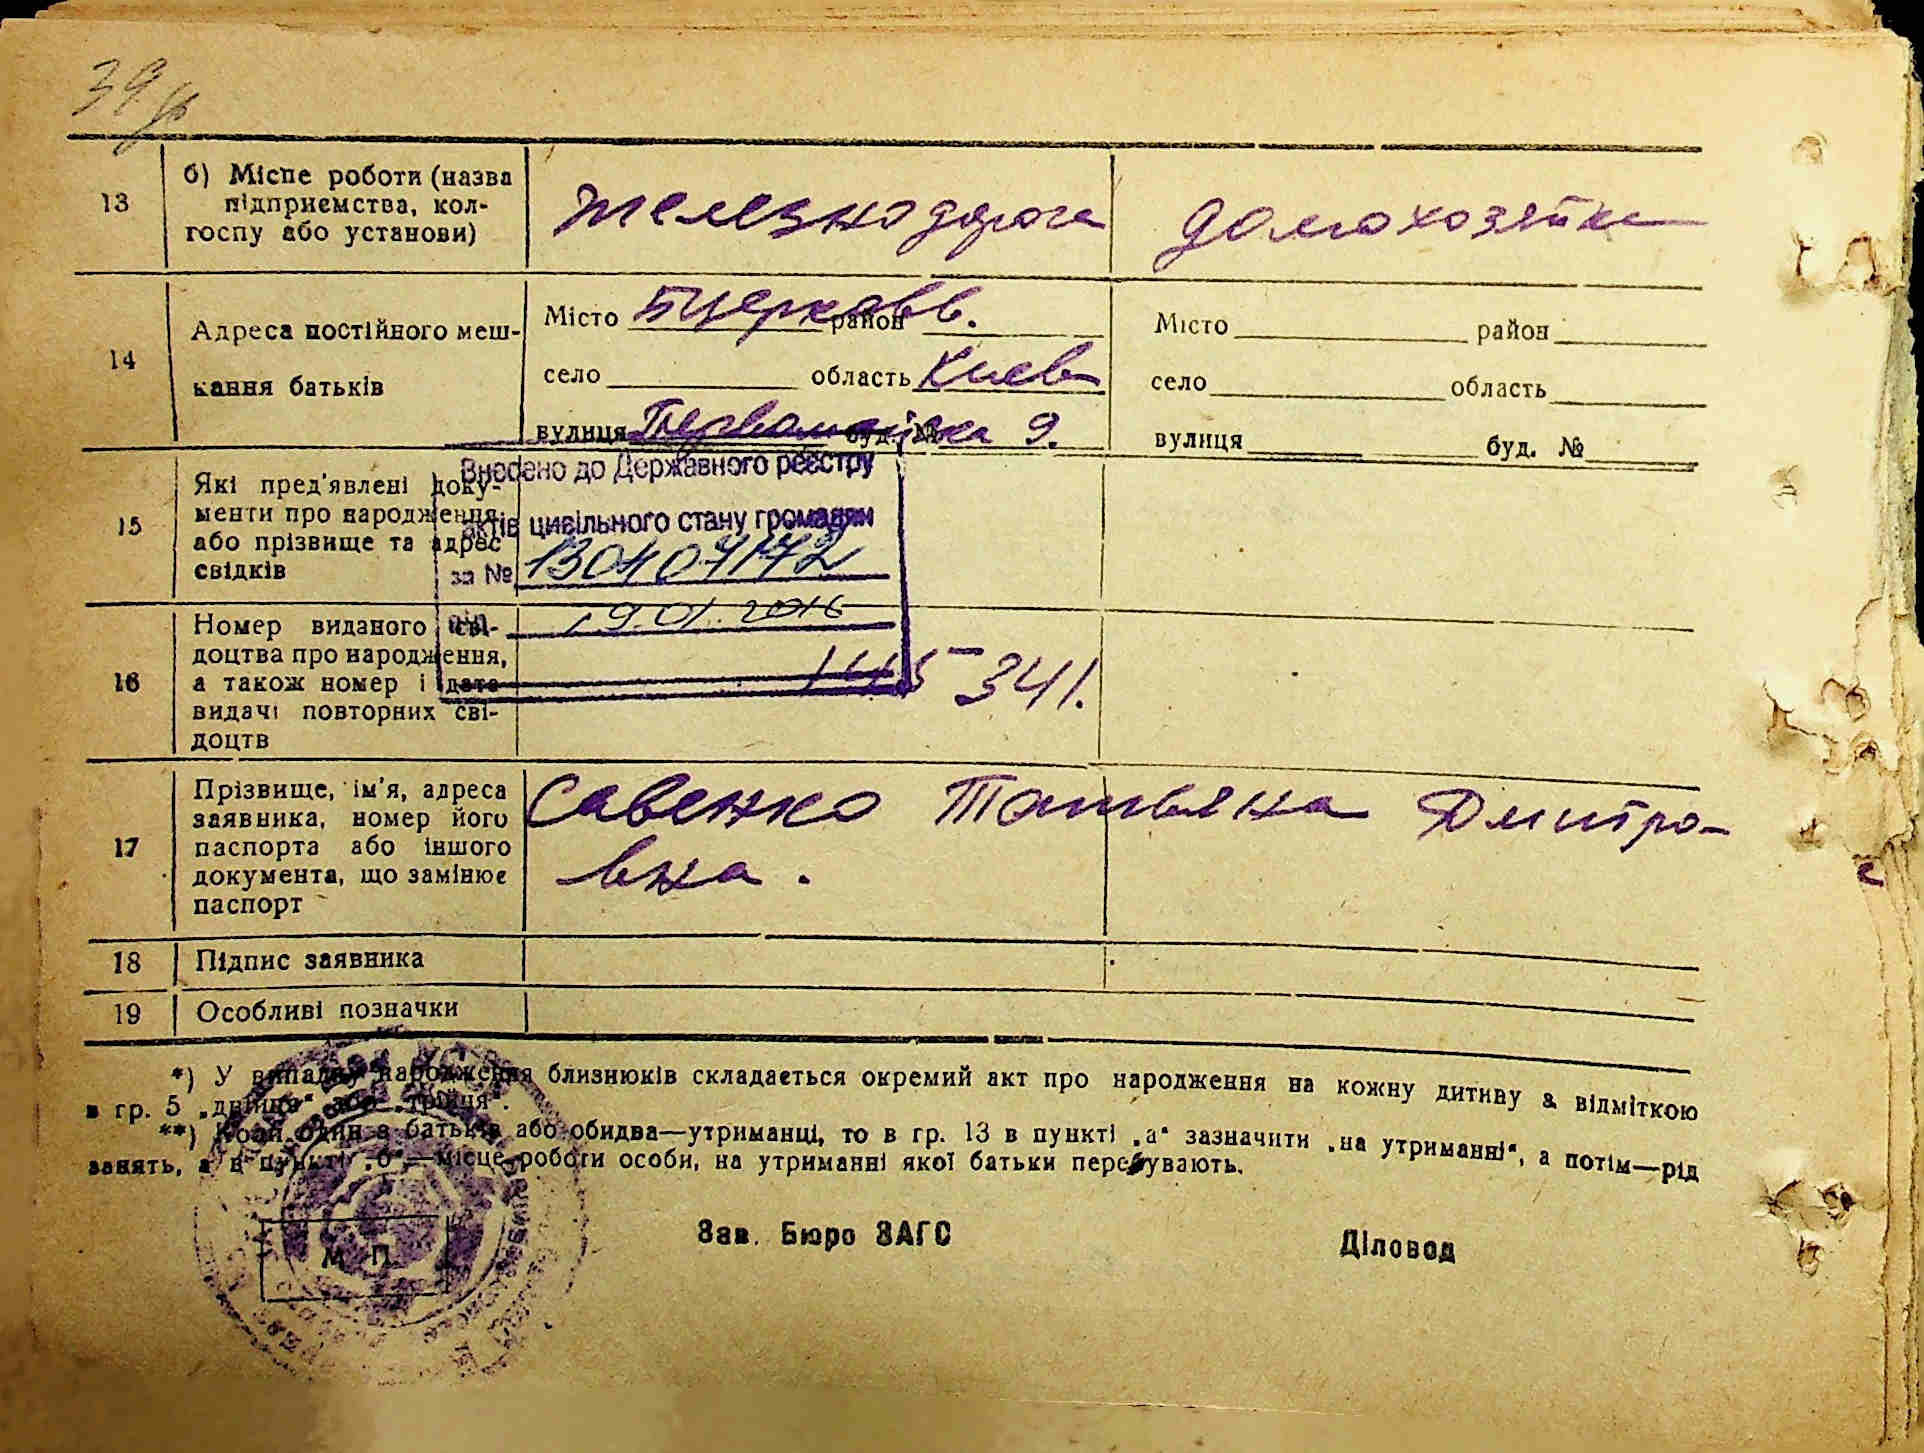 39
13
б) Місце роботи (назва
підприємства, кол-
госпу або установи)
железнодорога
домохозяйка
14
Адреса постійного меш-
кання батьків
Місто Бцерковь. район
село область Киев
вулиця Первомайска буд. № 9.
Місто район
село область
вулиця буд. №
15
Які пред'явлені доку-
менти про народження
або прізвище та адрес
свідків
Внесено до Державного реєстру
актів цивільного стану громадян
за №
19.01.2016
16
Номер виданого сві-
доцтва про народження,
а також номер і дата
видачі повторних сві-
доцтв
341.
17
Прізвище, ім'я, адреса
заявника, номер його
паспорта або іншого
документа, що замінює
паспорт
Савенко Татьяна Дмитро-
вна.
18
Підпис заявника
19
Особливі позначки
*) У випадку народження близнюків складається окремий акт про народження на кожну дитину з відміткою
в гр. 5 „двійня“ або „трійня“.
**) Коли один з батьків або обидва—утриманці, то в гр. 13 в пункті „а“ зазначити „на утриманні“, а потім—рід
занять, а в пункті „б“—місце роботи особи, на утриманні якої батьки перебувають.
М П
Зав. Бюро ЗАГС
Діловод